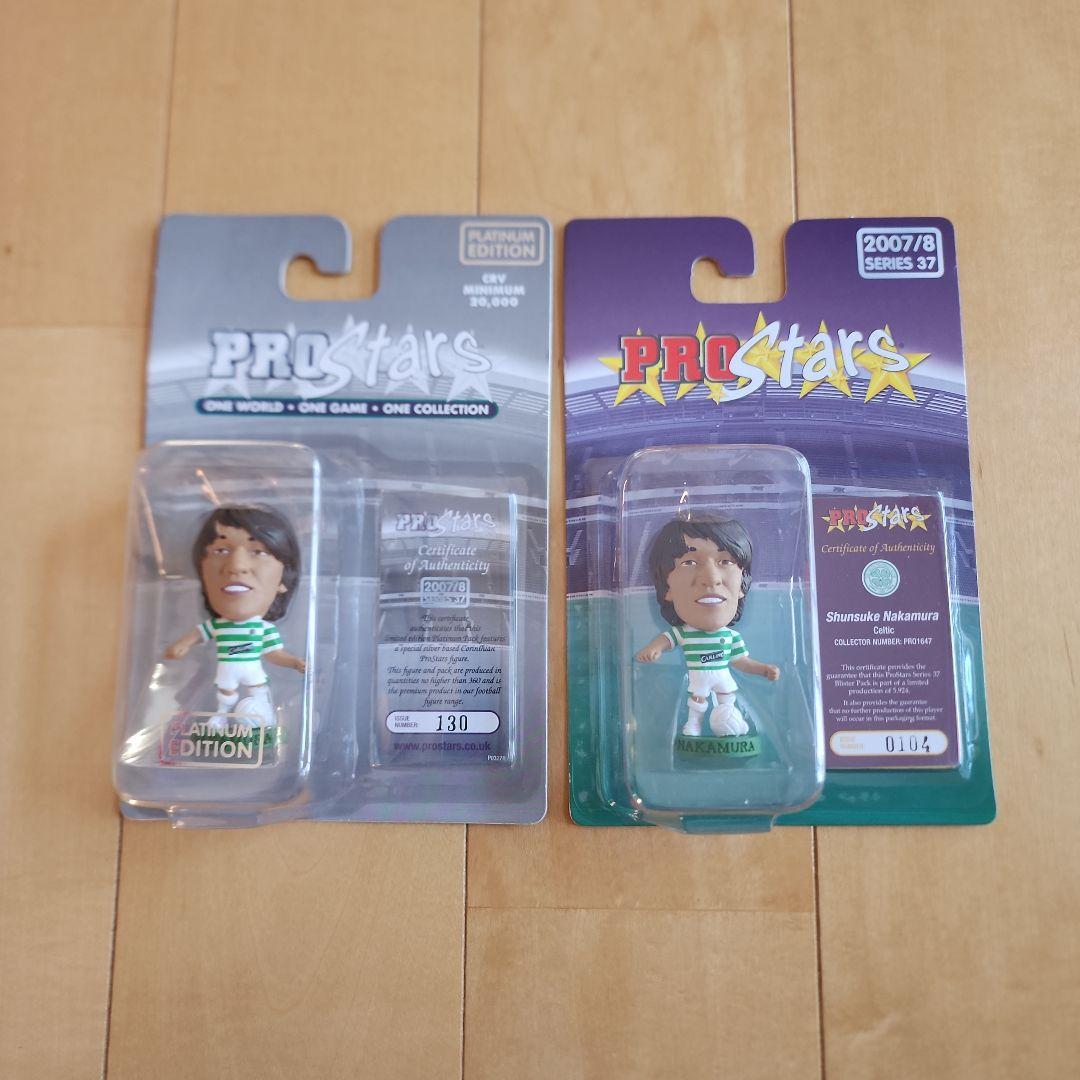 PLATINUM
EDITION
CRV
MINIMUM
20,000
PROStars
ONE WORLD • ONE GAME • ONE COLLECTION
PROStars
Certificate
of Authenticity
2007/8
SERIES 37
This certificate
authenticates that this
limited edition Platinum Pack features
a special silver based Corinthian
ProStars figure.
This figure and pack are produced in
quantities no higher than 360 and is
the premium product in our football
figure range.
ISSUE
NUMBER: 130
www.prostars.co.uk
PLATINUM
EDITION
2007/8
SERIES 37
PROStars
PROStars
Certificate of Authenticity
Shunsuke Nakamura
Celtic
COLLECTOR NUMBER: PRO1647
This certificate provides the
guarantee that this ProStars Series 37
Blister Pack is part of a limited
production of 5,924.
It also provides the guarantee
that no further production of this player
will occur in this packaging format.
ISSUE
NUMBER: 0104
CARLING
NAKAMURA